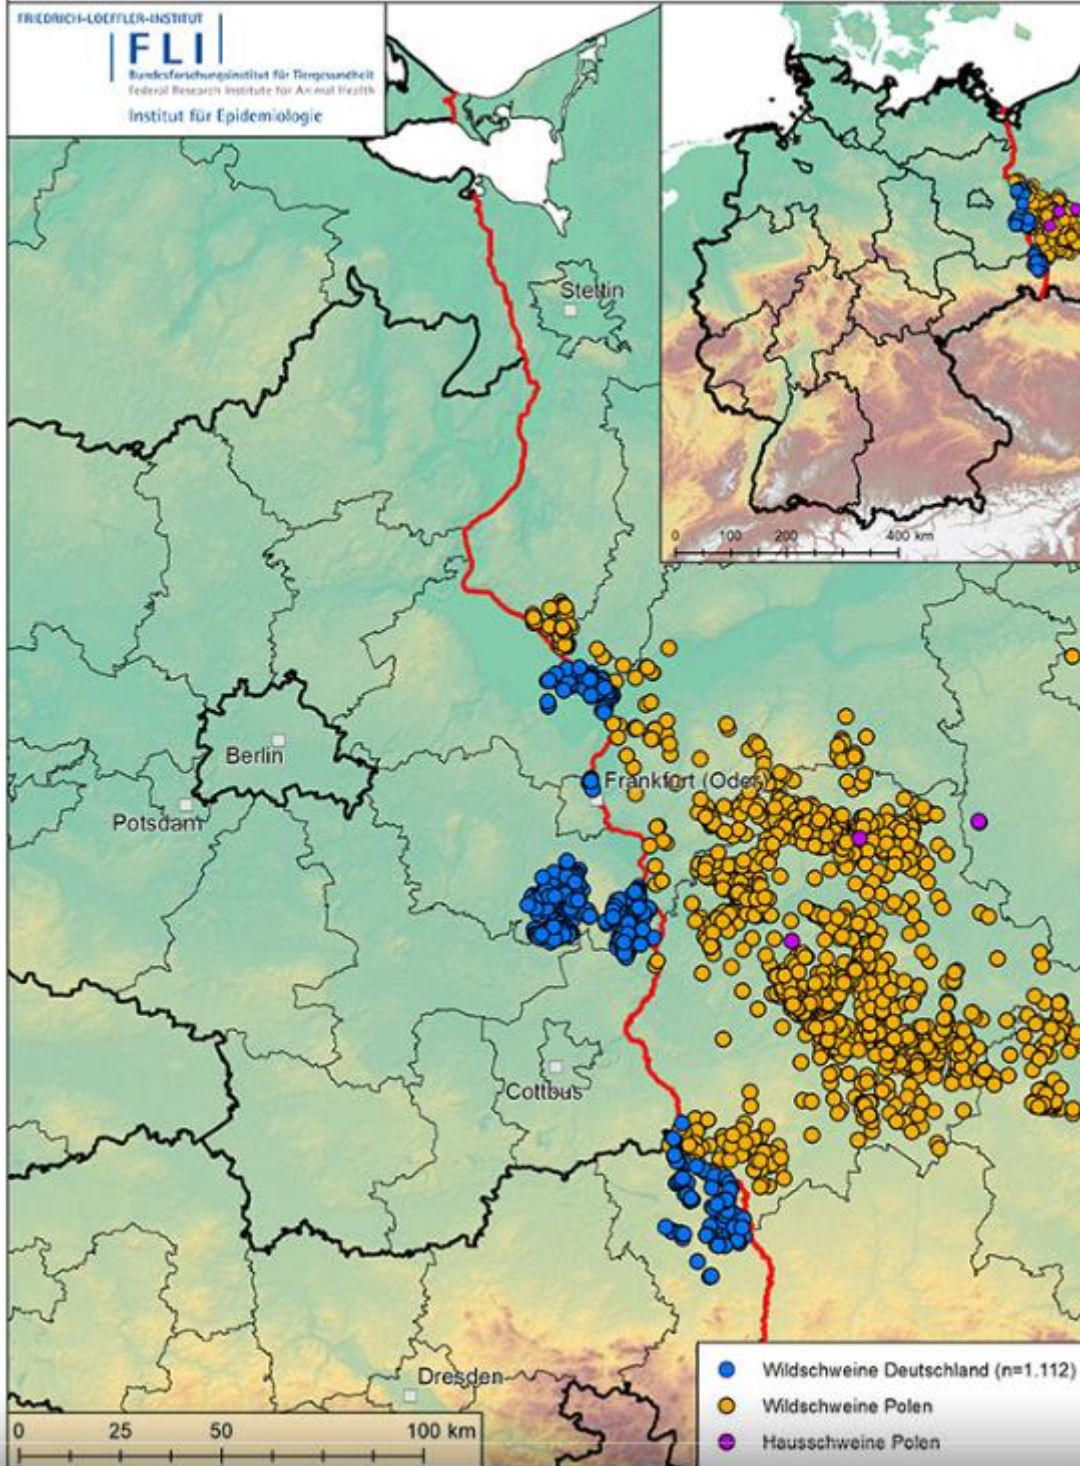 FRIEDRICH-LOEFFLER-INSTITUT
FLI
Bundesforschungsinstitut für Tiergesundheit
Federal Research Institute for Animal Health
Institut für Epidemiologie
Stettin
0 100 200 400 km
Berlin
Frankfurt (Oder)
Potsdam
Cottbus
Dresden
Wildschweine Deutschland (n=1.112)
Wildschweine Polen
Hausschweine Polen
0 25 50 100 km